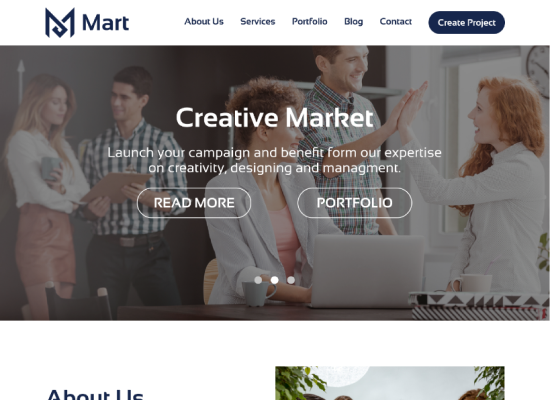 Mart
About Us Services Portfolio Blog Contact Create Project
Creative Market
Launch your campaign and benefit form our expertise
on creativity, designing and managment.
READ MORE PORTFOLIO
About Us